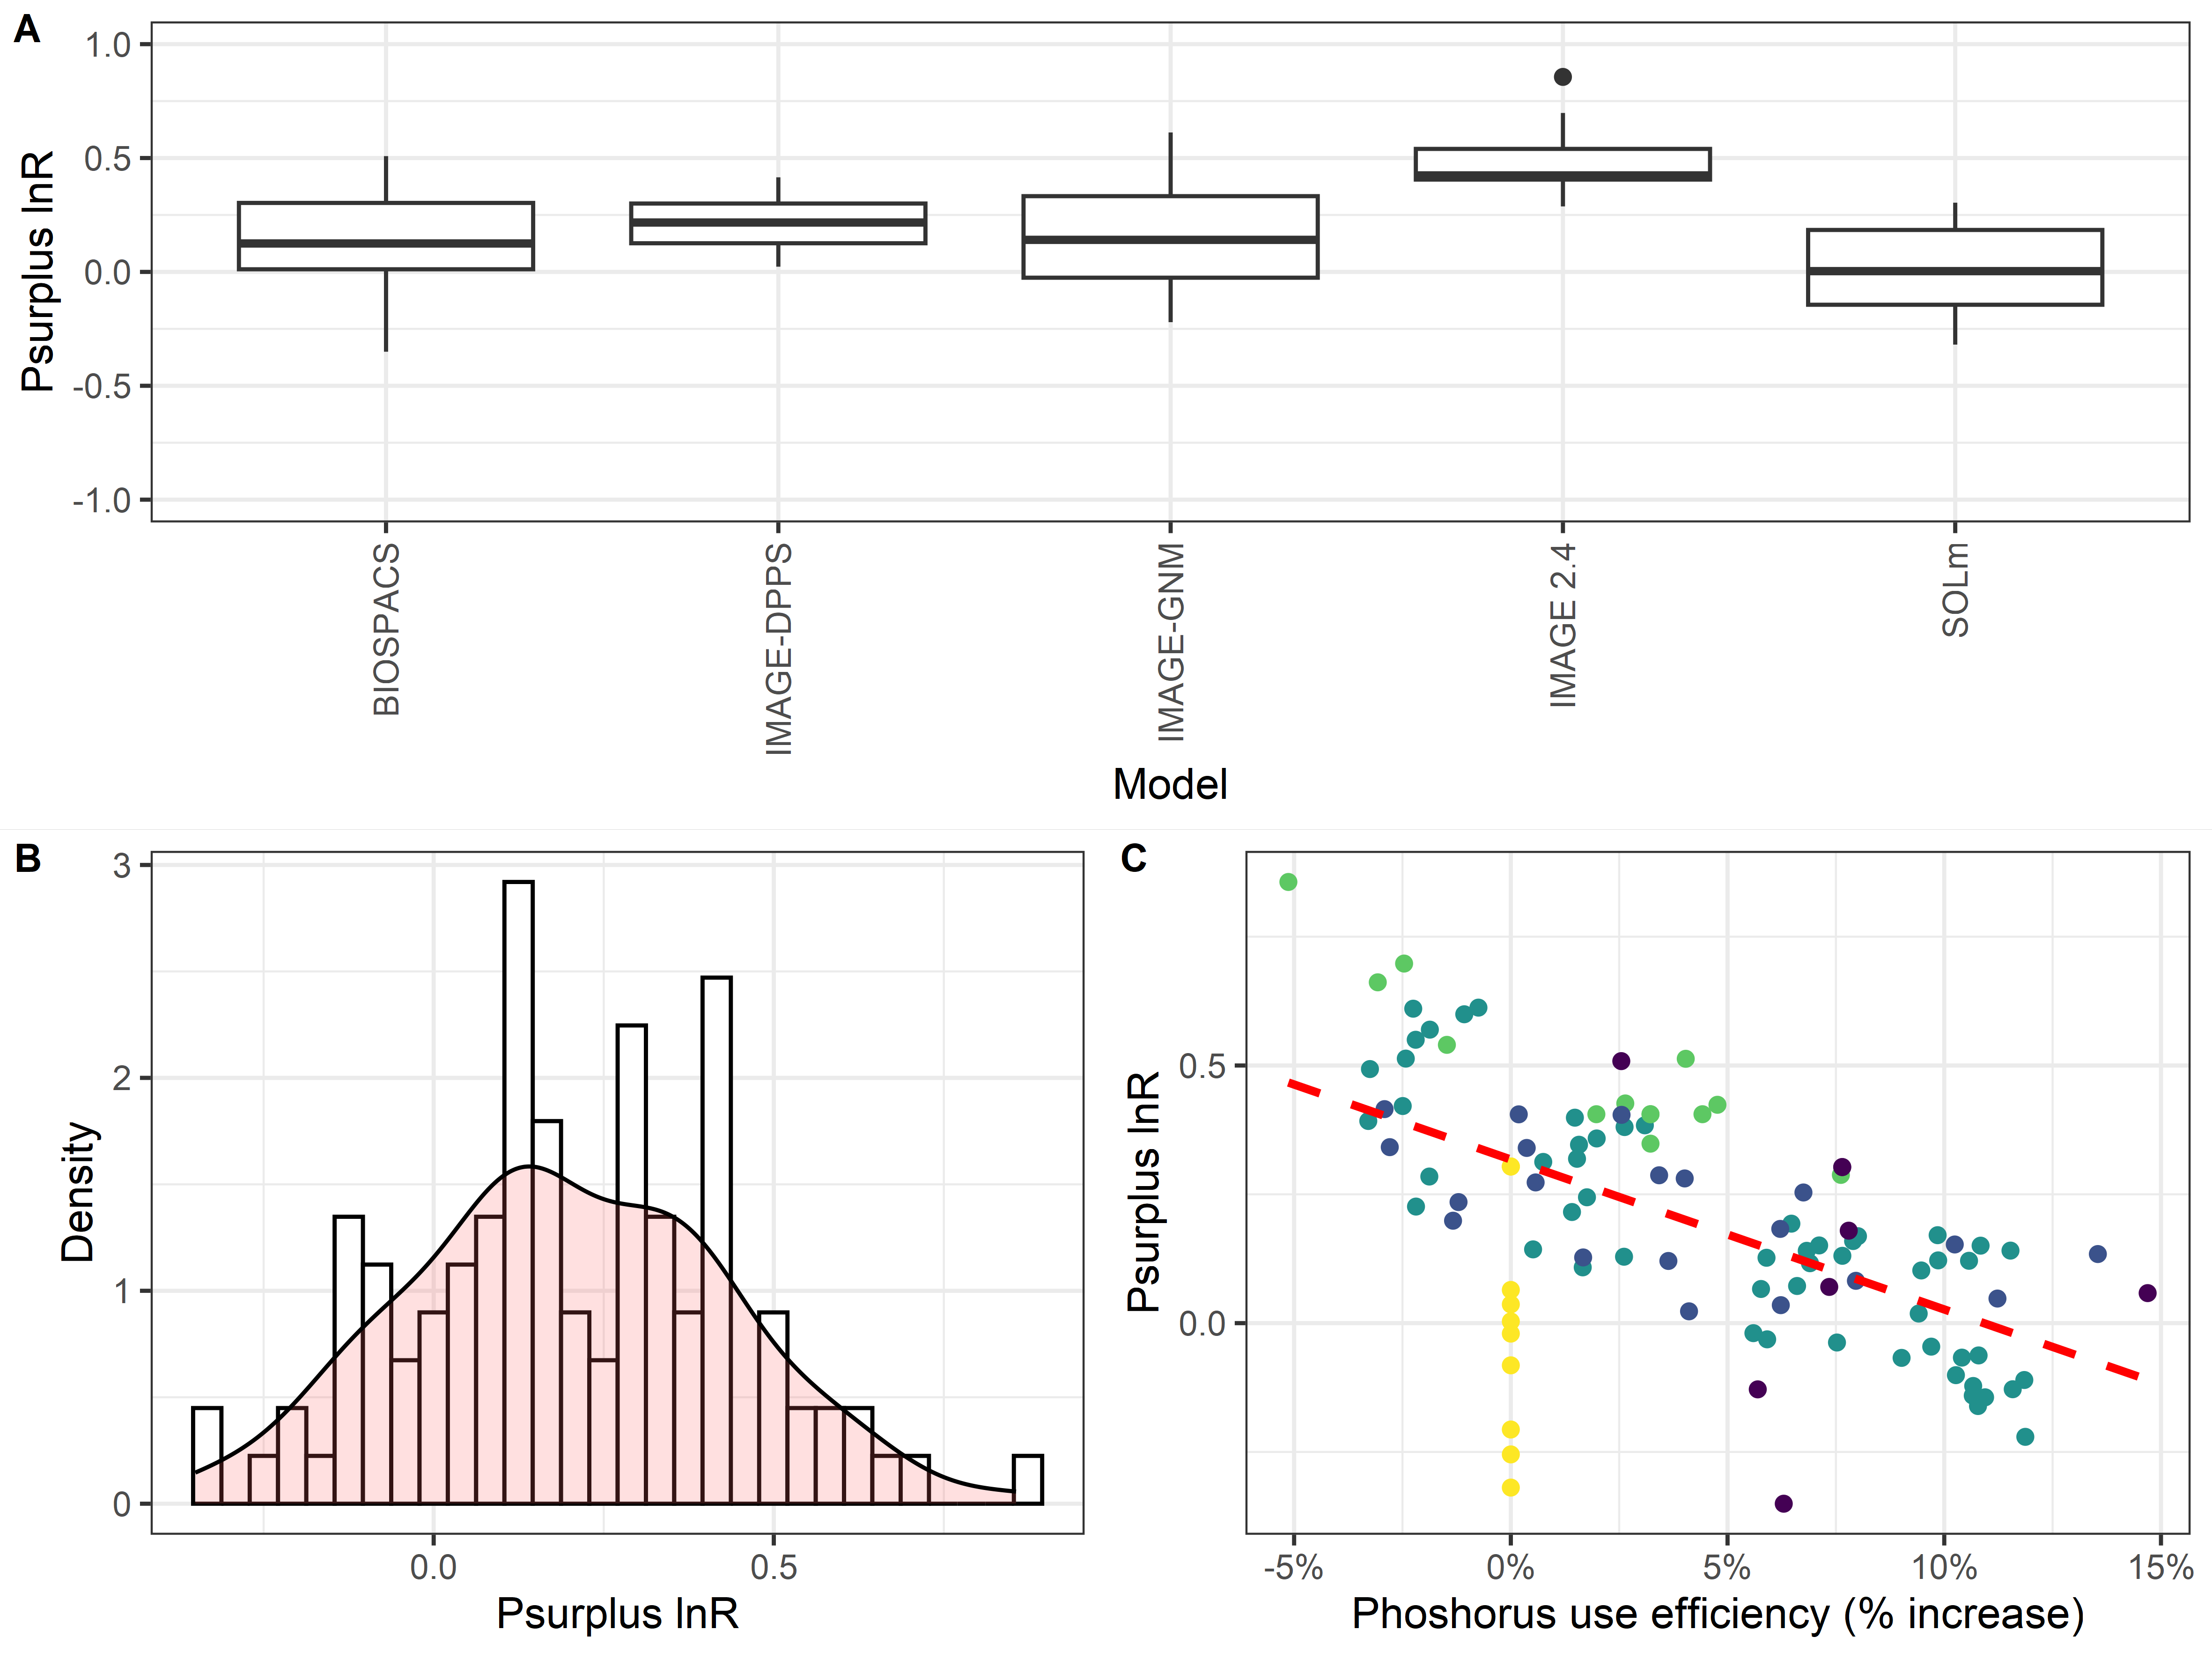 A
1.0
0.5
0.0
-0.5
-1.0
Psurplus lnR
BIOSPACS
IMAGE-DPPS
IMAGE-GNM
IMAGE 2.4
SOLm
Model
B
3
2
1
0
Density
0.0
0.5
Psurplus lnR
C
0.5
0.0
Psurplus lnR
-5%
0%
5%
10%
15%
Phoshorus use efficiency (% increase)